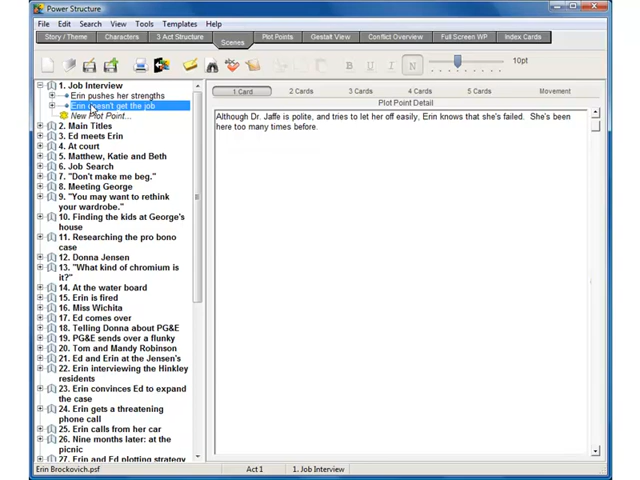 Power Structure
File Edit Search View Tools Templates Help
Story / Theme Characters 3 Act Structure Scenes Plot Points Gestalt View Conflict Overview Full Screen WP Index Cards
B U I N 10pt
1. Job Interview
Erin pushes her strengths
Erin doesn't get the job
New Plot Point...
2. Main Titles
3. Ed meets Erin
4. At court
5. Matthew, Katie and Beth
6. Job Search
7. "Don't make me beg."
8. Meeting George
9. "You may want to rethink
your wardrobe."
10. Finding the kids at George's
house
11. Researching the pro bono
case
12. Donna Jensen
13. "What kind of chromium is
it?"
14. At the water board
15. Erin is fired
16. Miss Wichita
17. Ed comes over
18. Telling Donna about PG&E
19. PG&E sends over a flunky
20. Tom and Mandy Robinson
21. Ed and Erin at the Jensen's
22. Erin interviewing the Hinkley
residents
23. Erin convinces Ed to expand
the case
24. Erin gets a threatening
phone call
25. Erin calls from her car
26. Nine months later: at the
picnic
27. Erin and Ed plotting strategy
1 Card 2 Cards 3 Cards 4 Cards 5 Cards Movement
Plot Point Detail
Although Dr. Jaffe is polite, and tries to let her off easily, Erin knows that she's failed. She's been
here too many times before.
Erin Brockovich.psf Act 1 1. Job Interview